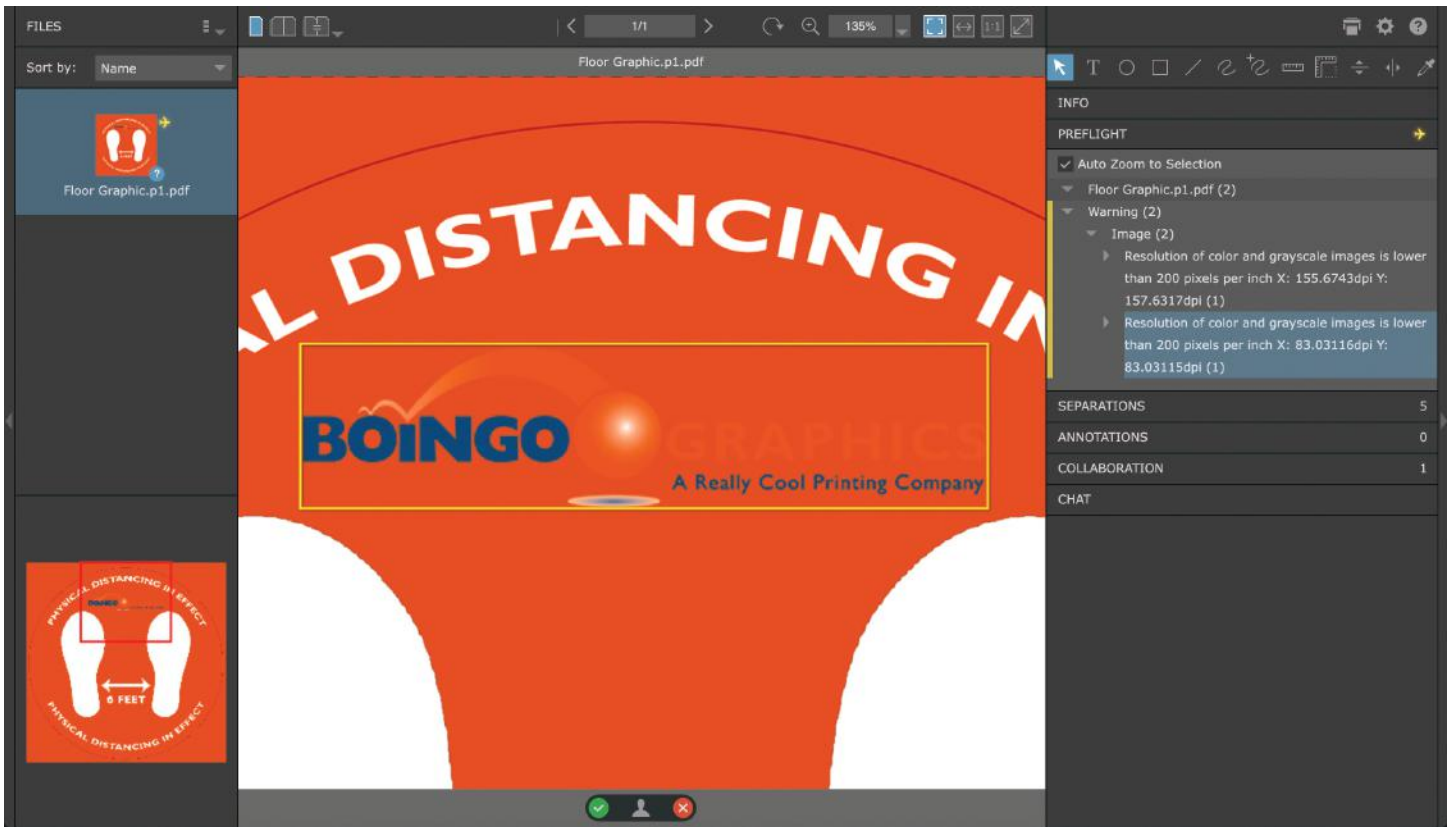 FILES
1/1
135%
1:1
Sort by: Name
Floor Graphic.p1.pdf
Floor Graphic.p1.pdf
AL DISTANCING IN
BOiNGO GRAPHICS
A Really Cool Printing Company
PHYSICAL DISTANCING IN EFFECT
BOiNGO
6 FEET
PHYSICAL DISTANCING IN EFFECT
T
INFO
PREFLIGHT
Auto Zoom to Selection
Floor Graphic.p1.pdf (2)
Warning (2)
Image (2)
Resolution of color and grayscale images is lower
than 200 pixels per inch X: 155.6743dpi Y:
157.6317dpi (1)
Resolution of color and grayscale images is lower
than 200 pixels per inch X: 83.03116dpi Y:
83.03115dpi (1)
SEPARATIONS 5
ANNOTATIONS 0
COLLABORATION 1
CHAT